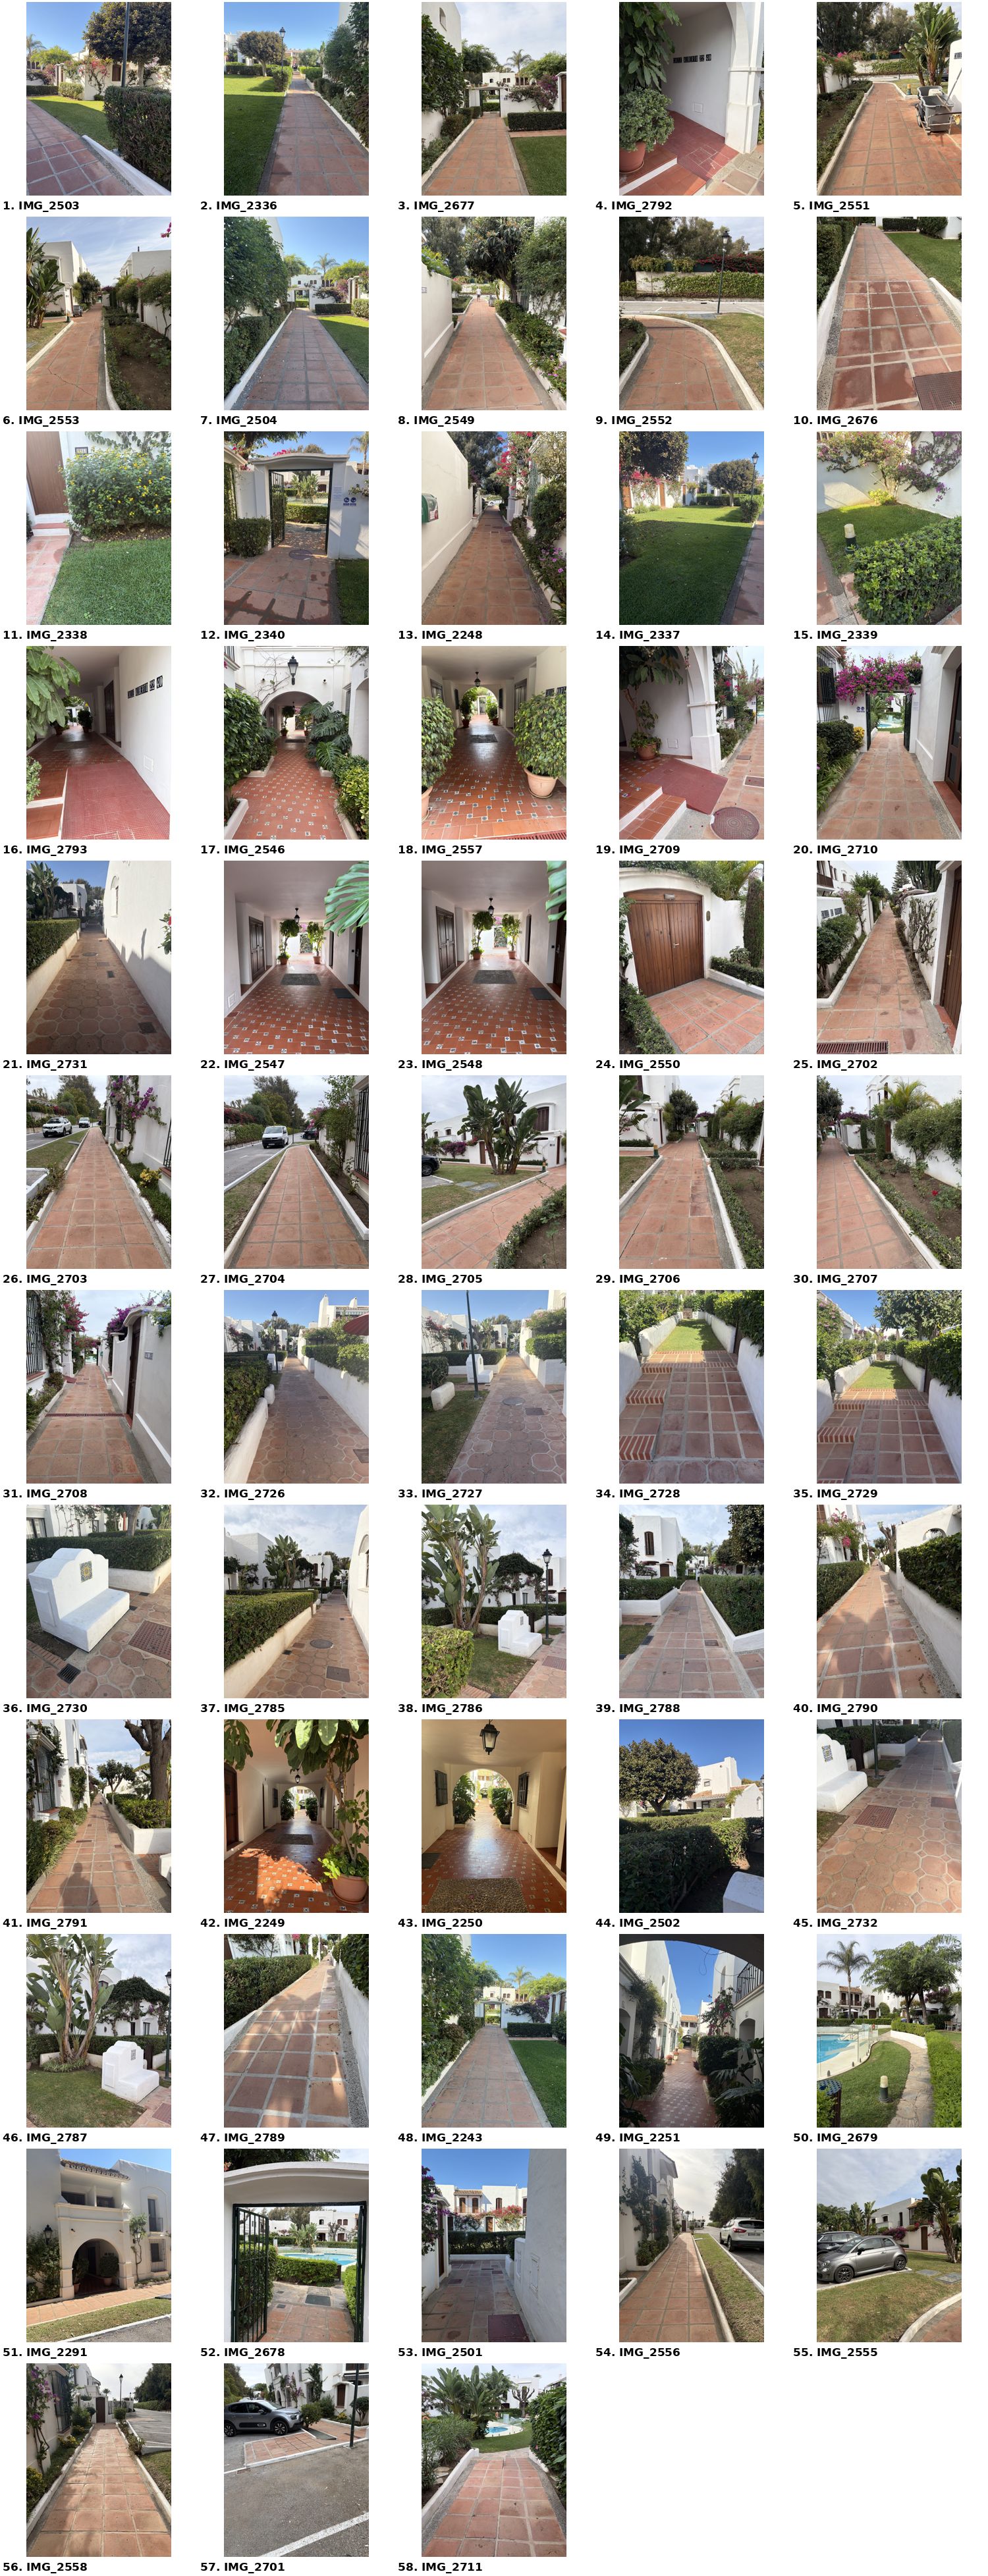 1. IMG_2503
2. IMG_2336
3. IMG_2677
4. IMG_2792
5. IMG_2551
6. IMG_2553
7. IMG_2504
8. IMG_2549
9. IMG_2552
10. IMG_2676
11. IMG_2338
12. IMG_2340
13. IMG_2248
14. IMG_2337
15. IMG_2339
16. IMG_2793
17. IMG_2546
18. IMG_2557
19. IMG_2709
20. IMG_2710
21. IMG_2731
22. IMG_2547
23. IMG_2548
24. IMG_2550
25. IMG_2702
26. IMG_2703
27. IMG_2704
28. IMG_2705
29. IMG_2706
30. IMG_2707
31. IMG_2708
32. IMG_2726
33. IMG_2727
34. IMG_2728
35. IMG_2729
36. IMG_2730
37. IMG_2785
38. IMG_2786
39. IMG_2788
40. IMG_2790
41. IMG_2791
42. IMG_2249
43. IMG_2250
44. IMG_2502
45. IMG_2732
46. IMG_2787
47. IMG_2789
48. IMG_2243
49. IMG_2251
50. IMG_2679
51. IMG_2291
52. IMG_2678
53. IMG_2501
54. IMG_2556
55. IMG_2555
56. IMG_2558
57. IMG_2701
58. IMG_2711